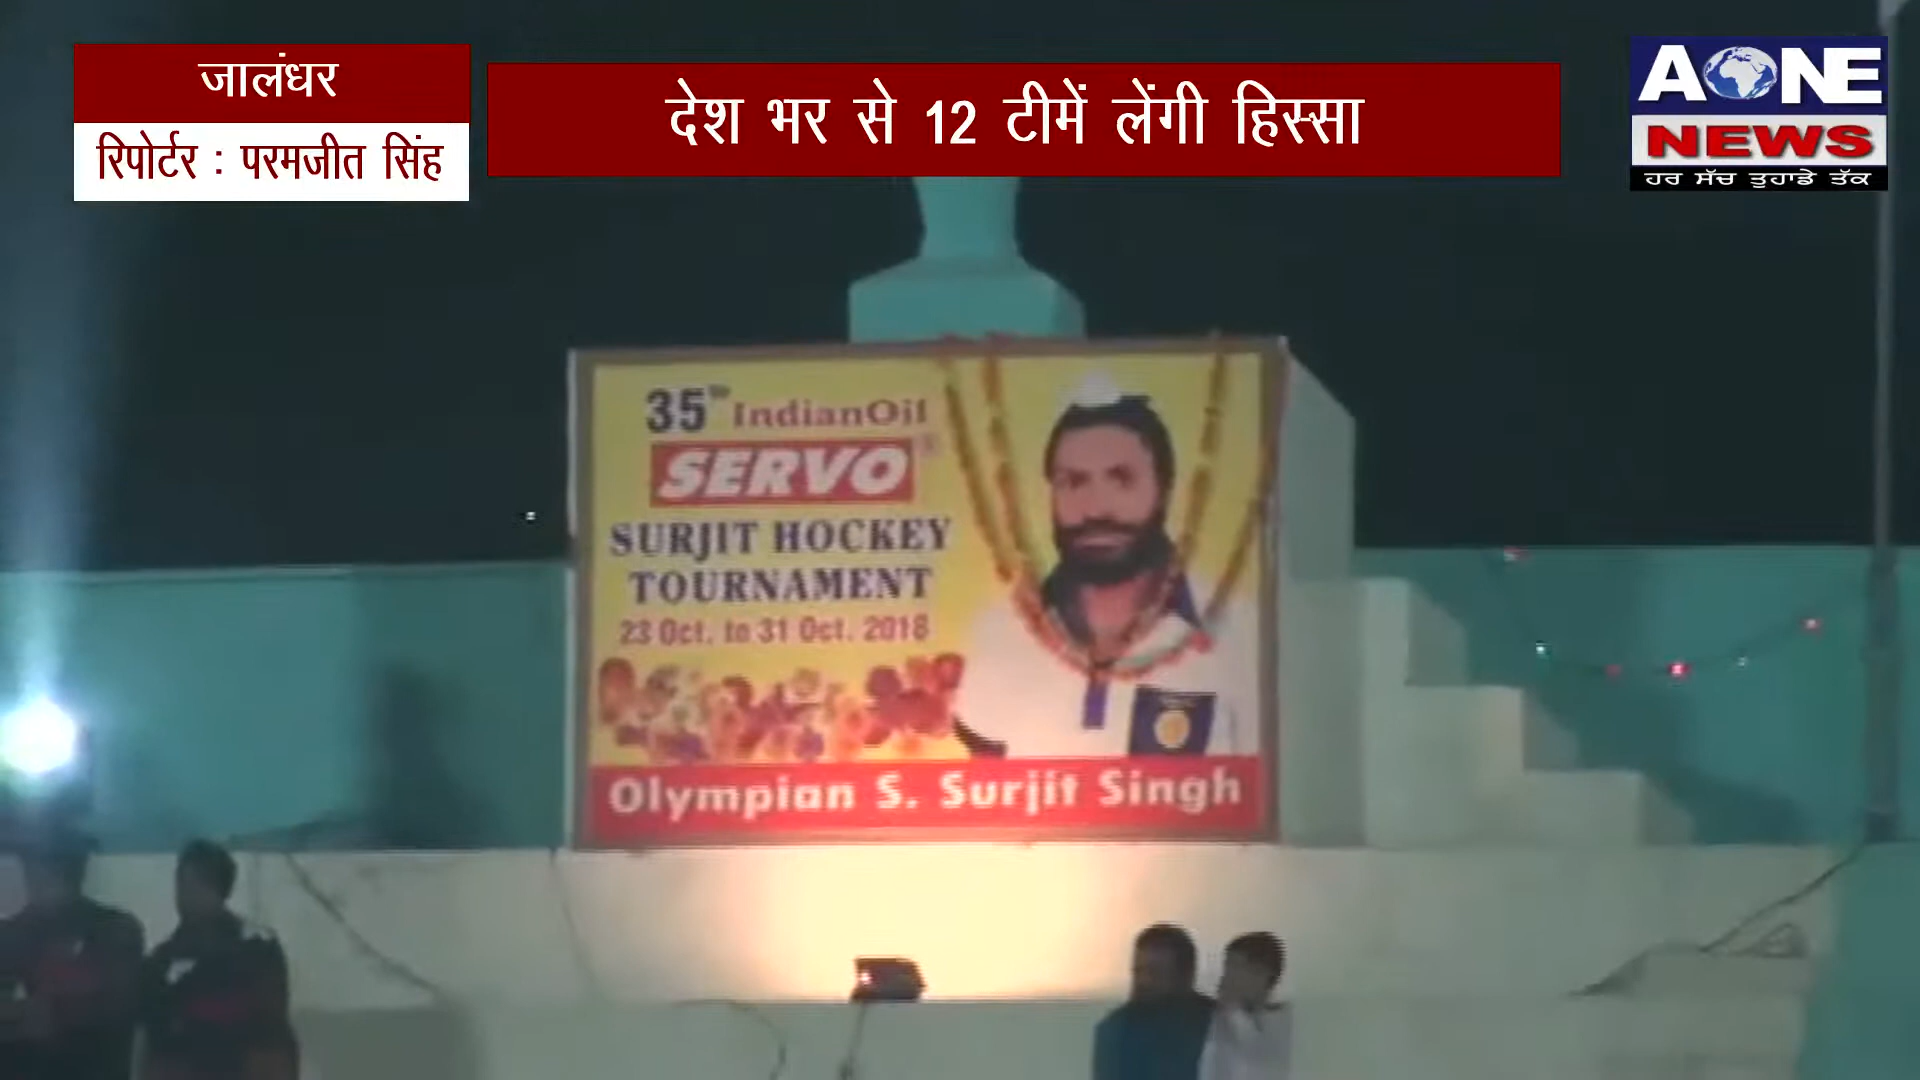 जालंधर
रिपोर्टर : परमजीत सिंह
देश भर से 12 टीमें लेंगी हिस्सा
AONE
NEWS
ਹਰ ਸੱਚ ਤੁਹਾਡੇ ਤੱਕ
35TH IndianOil
SERVO®
SURJIT HOCKEY
TOURNAMENT
23 Oct. to 31 Oct. 2018
Olympian S. Surjit Singh